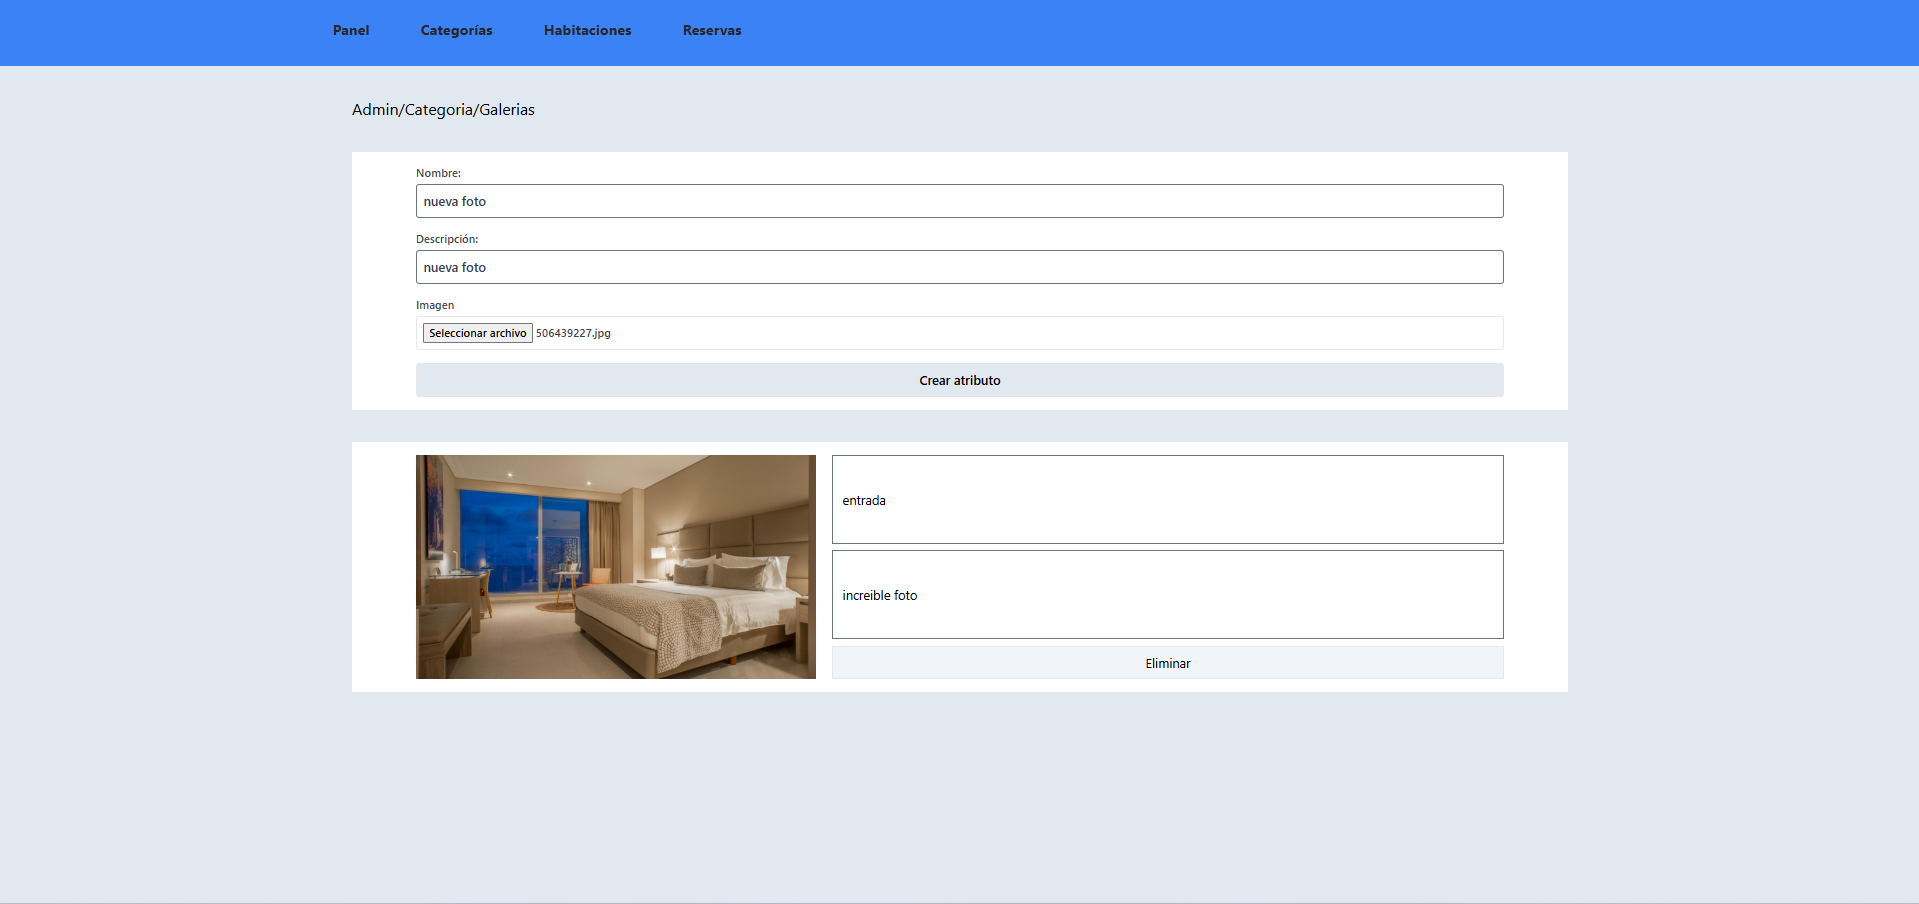 Panel Categorías Habitaciones Reservas
Admin/Categoria/Galerias
Nombre:
nueva foto
Descripción:
nueva foto
Imagen
Seleccionar archivo 506439227.jpg
Crear atributo
entrada
increible foto
Eliminar